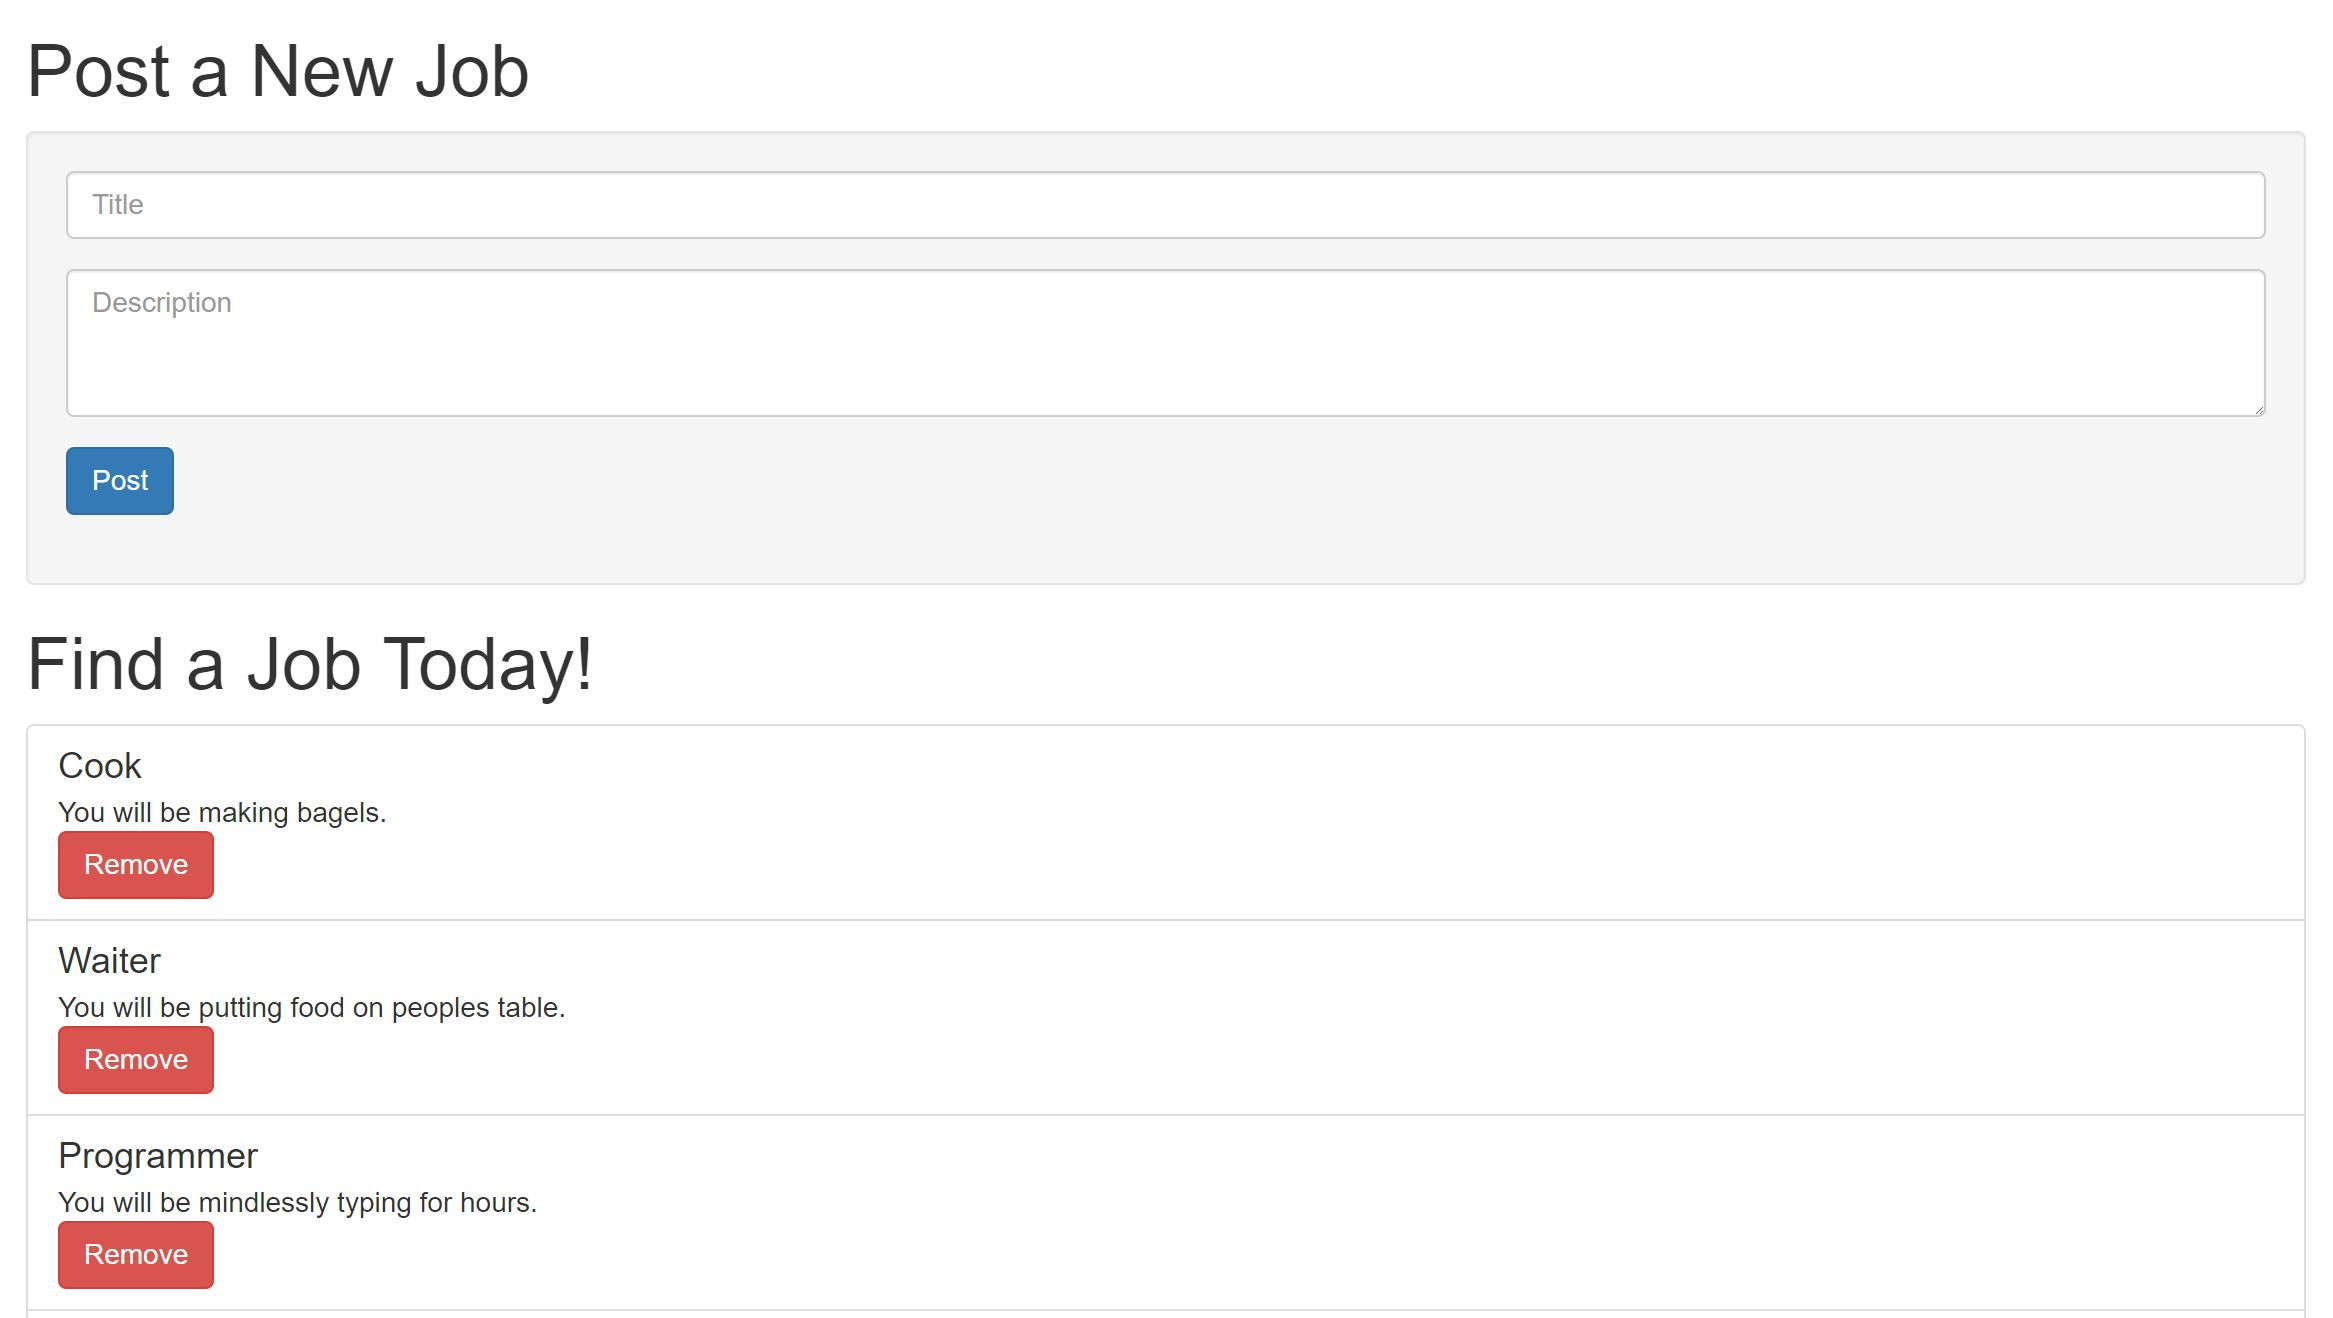 Post a New Job
Title
Description
Post
Find a Job Today!
Cook
You will be making bagels.
Remove
Waiter
You will be putting food on peoples table.
Remove
Programmer
You will be mindlessly typing for hours.
Remove